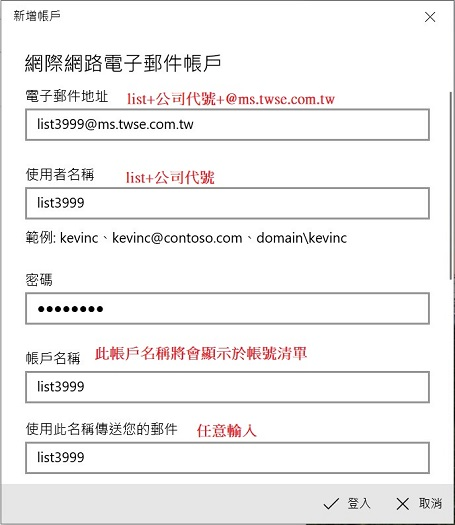 新增帳戶
網際網路電子郵件帳戶
電子郵件地址 list+公司代號+@ms.twse.com.tw
list3999@ms.twse.com.tw
使用者名稱 list+公司代號
list3999
範例: kevinc、kevinc@contoso.com、domain\kevinc
密碼
●●●●●●●●
帳戶名稱 此帳戶名稱將會顯示於帳號清單
list3999
使用此名稱傳送您的郵件 任意輸入
list3999
登入 取消